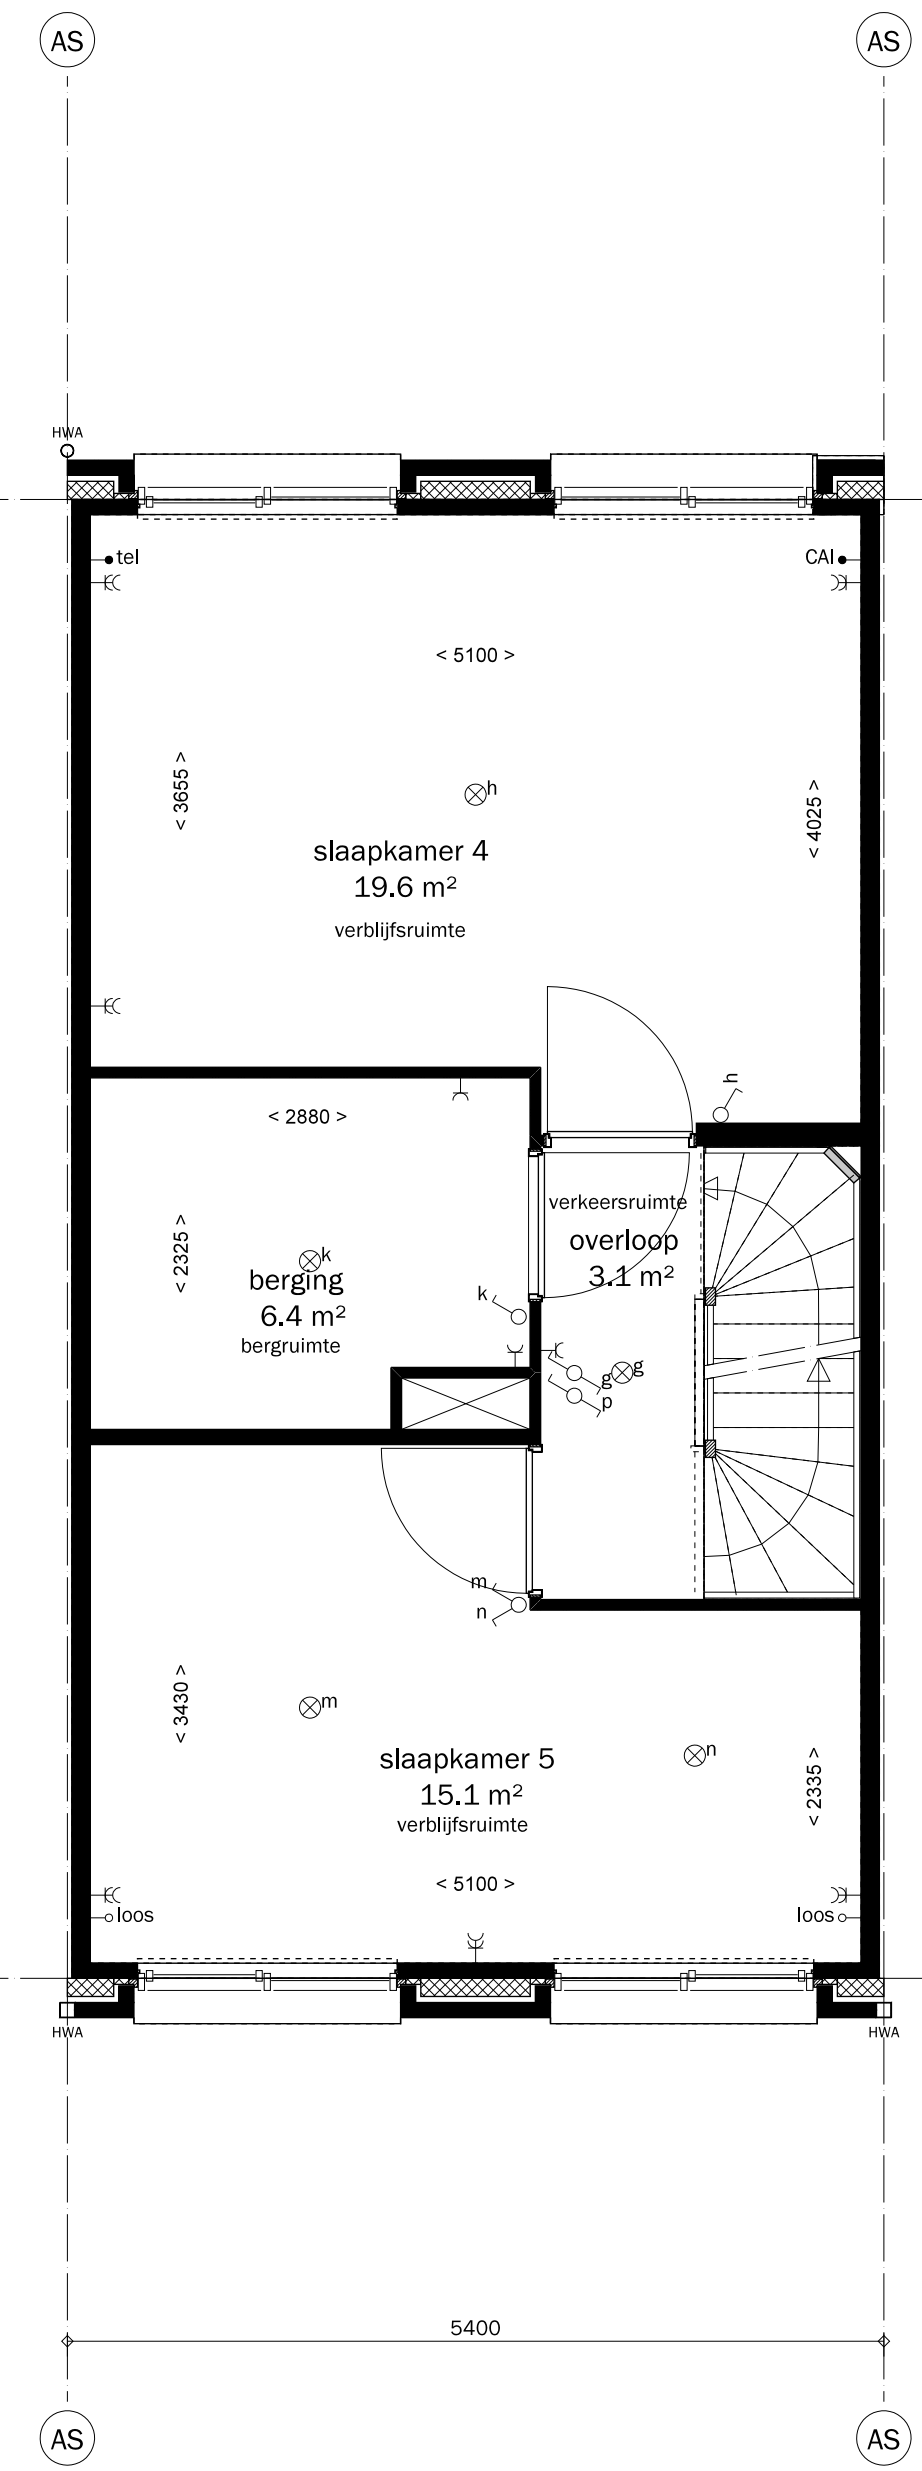 AS
AS
HWA
tel
CAI
< 5100 >
< 3655 >
< 4025 >
h
slaapkamer 4
19.6 m²
verblijfsruimte
h
< 2880 >
verkeersruimte
overloop
3.1 m²
< 2325 >
k
berging
6.4 m²
bergruimte
k
g
g
p
m
n
< 3430 >
m
n
slaapkamer 5
15.1 m²
verblijfsruimte
< 2335 >
< 5100 >
loos
loos
HWA
HWA
5400
AS
AS